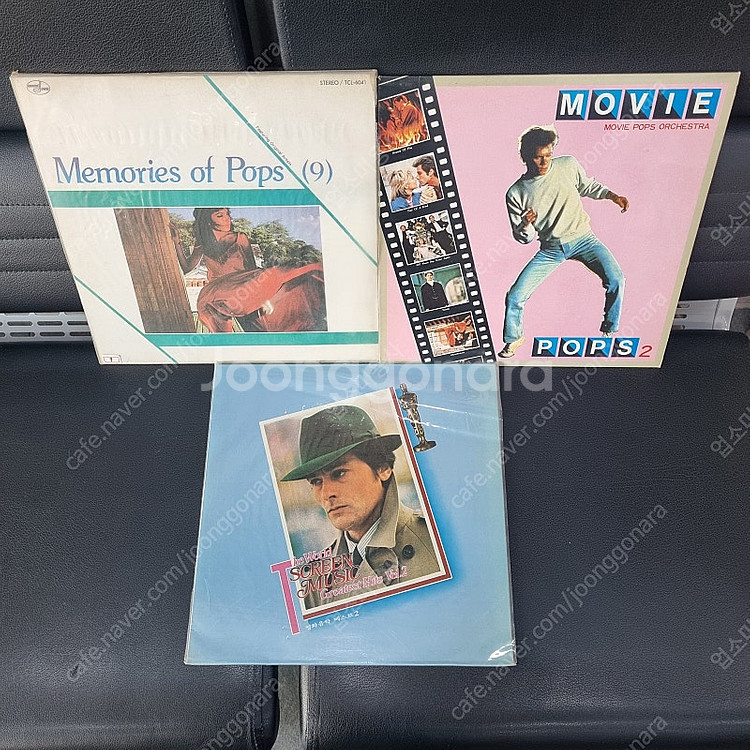 STEREO / TCL-6041
Memories of Pops (9)
MOVIE
MOVIE POPS ORCHESTRA
POPS 2
The World
SCREEN
MUSIC
Greatest Hits Vol.2
영화음악 베스트 2
Joonggonara
cafe.naver.com/joonggonara